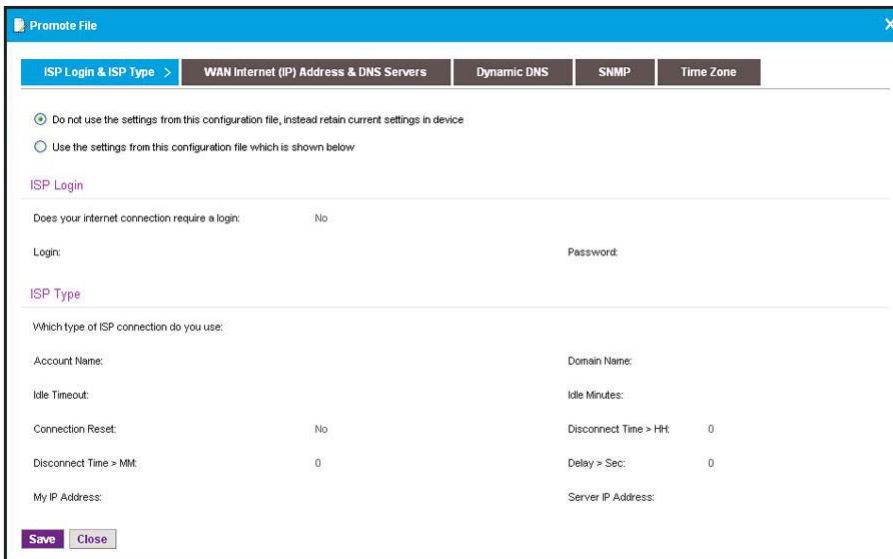 Promote File
X
ISP Login & ISP Type > WAN Internet (IP) Address & DNS Servers Dynamic DNS SNMP Time Zone
Do not use the settings from this configuration file, instead retain current settings in device
Use the settings from this configuration file which is shown below
ISP Login
Does your internet connection require a login: No
Login: Password:
ISP Type
Which type of ISP connection do you use:
Account Name: Domain Name:
Idle Timeout: Idle Minutes:
Connection Reset: No Disconnect Time > HH: 0
Disconnect Time > MM: 0 Delay > Sec: 0
My IP Address: Server IP Address:
Save Close